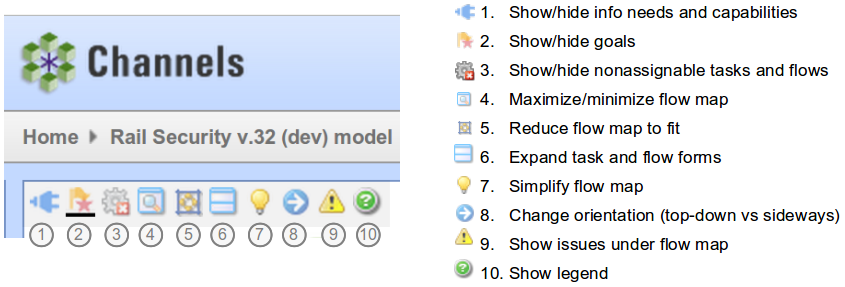 Channels
Home Rail Security v.32 (dev) model
1 2 3 4 5 6 7 8 9 10
1. Show/hide info needs and capabilities
2. Show/hide goals
3. Show/hide nonassignable tasks and flows
4. Maximize/minimize flow map
5. Reduce flow map to fit
6. Expand task and flow forms
7. Simplify flow map
8. Change orientation (top-down vs sideways)
9. Show issues under flow map
10. Show legend